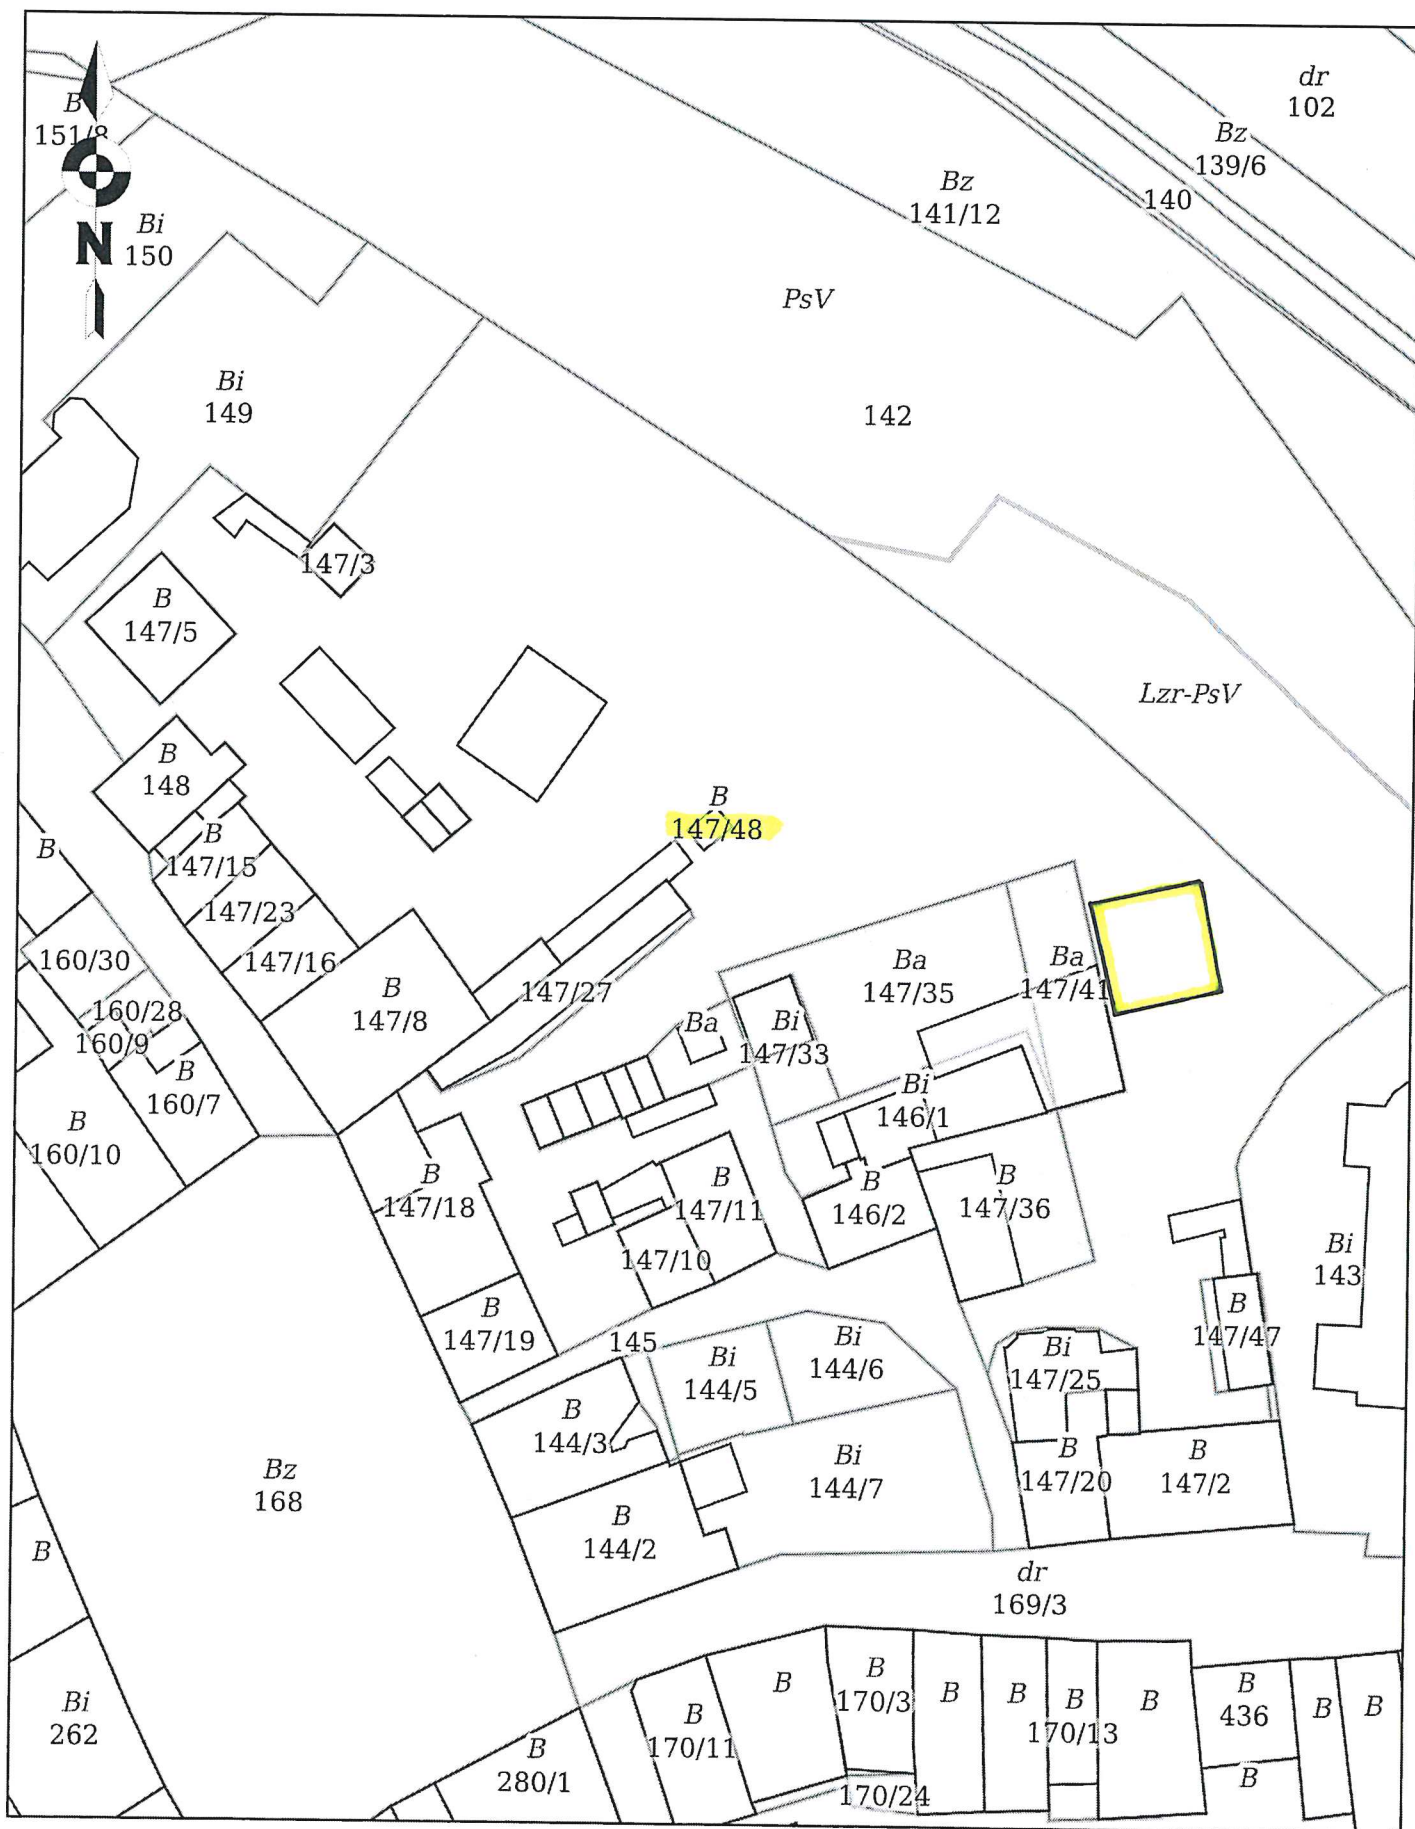 dr
102
Bz
139/6
140
Bz
141/12
B
151/8
N
Bi
150
PsV
142
Bi
149
147/3
B
147/5
Lzr-PsV
B
148
B
147/48
B
B
147/15
147/23
147/16
160/30
160/28
160/9
B
160/7
B
160/10
B
147/8
147/27
Ba
147/35
Ba
147/41
Ba
Bi
147/33
Bi
146/1
B
147/18
B
147/11
147/10
B
146/2
B
147/36
Bi
143
B
147/19
145
Bi
144/5
Bi
144/6
Bi
147/25
B
147/47
B
144/3
Bi
144/7
B
147/20
B
147/2
Bz
168
B
144/2
B
dr
169/3
Bi
262
B
280/1
B
170/11
B
B
170/3
B
B
B
170/13
B
B
436
B
B
B
170/24